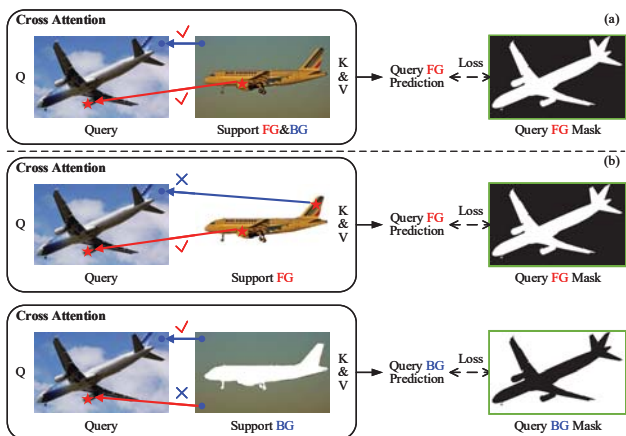 Cross Attention
(a)
Q
K
&
V
Query FG
Prediction
Loss
Query
Support FG&BG
Query FG Mask
Cross Attention
(b)
Q
K
&
V
Query FG
Prediction
Loss
Query
Support FG
Query FG Mask
Cross Attention
Q
K
&
V
Query BG
Prediction
Loss
Query
Support BG
Query BG Mask